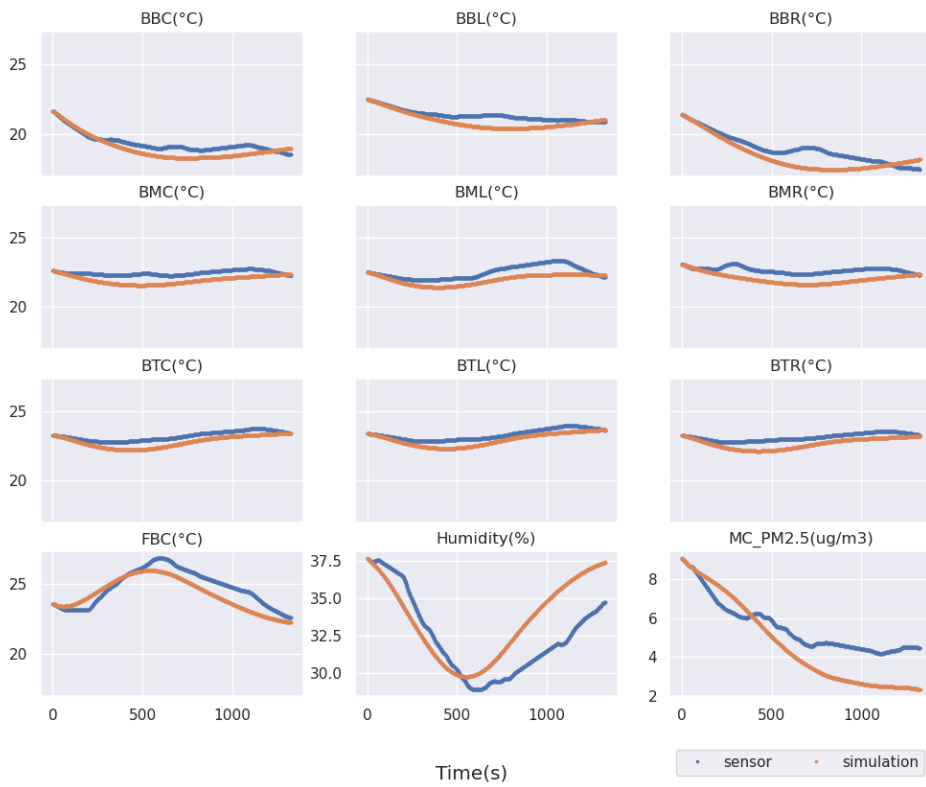 BBC(°C) BBL(°C) BBR(°C)
25
20
BMC(°C) BML(°C) BMR(°C)
25
20
BTC(°C) BTL(°C) BTR(°C)
25
20
FBC(°C) Humidity(%) MC_PM2.5(ug/m3)
37.5
8
25
35.0
6
32.5
20
30.0
4
2
0 500 1000 0 500 1000 0 500 1000
sensor simulation
Time(s)